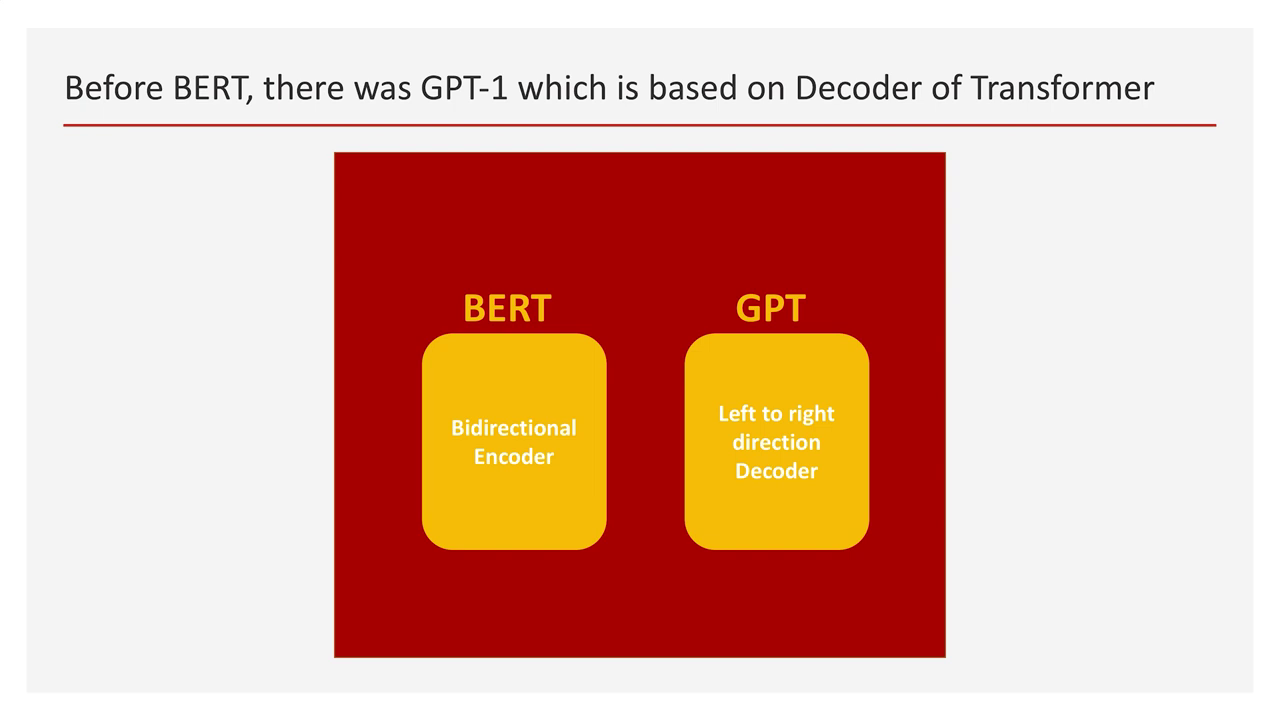 Before BERT, there was GPT-1 which is based on Decoder of Transformer
BERT
Bidirectional
Encoder
GPT
Left to right
direction
Decoder